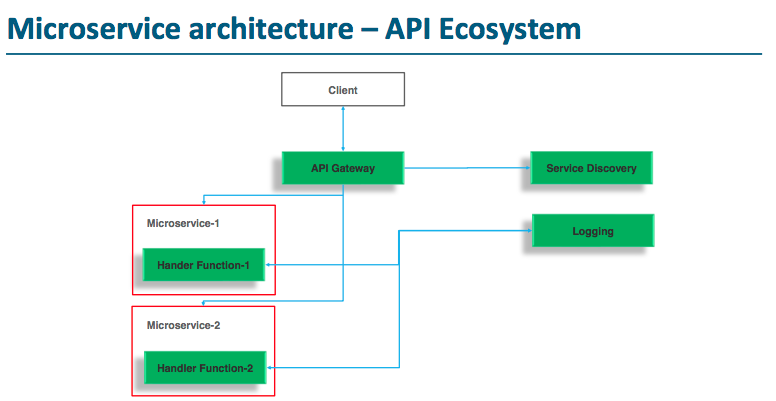 Microservice architecture – API Ecosystem
Client
API Gateway
Service Discovery
Microservice-1
Logging
Hander Function-1
Microservice-2
Handler Function-2